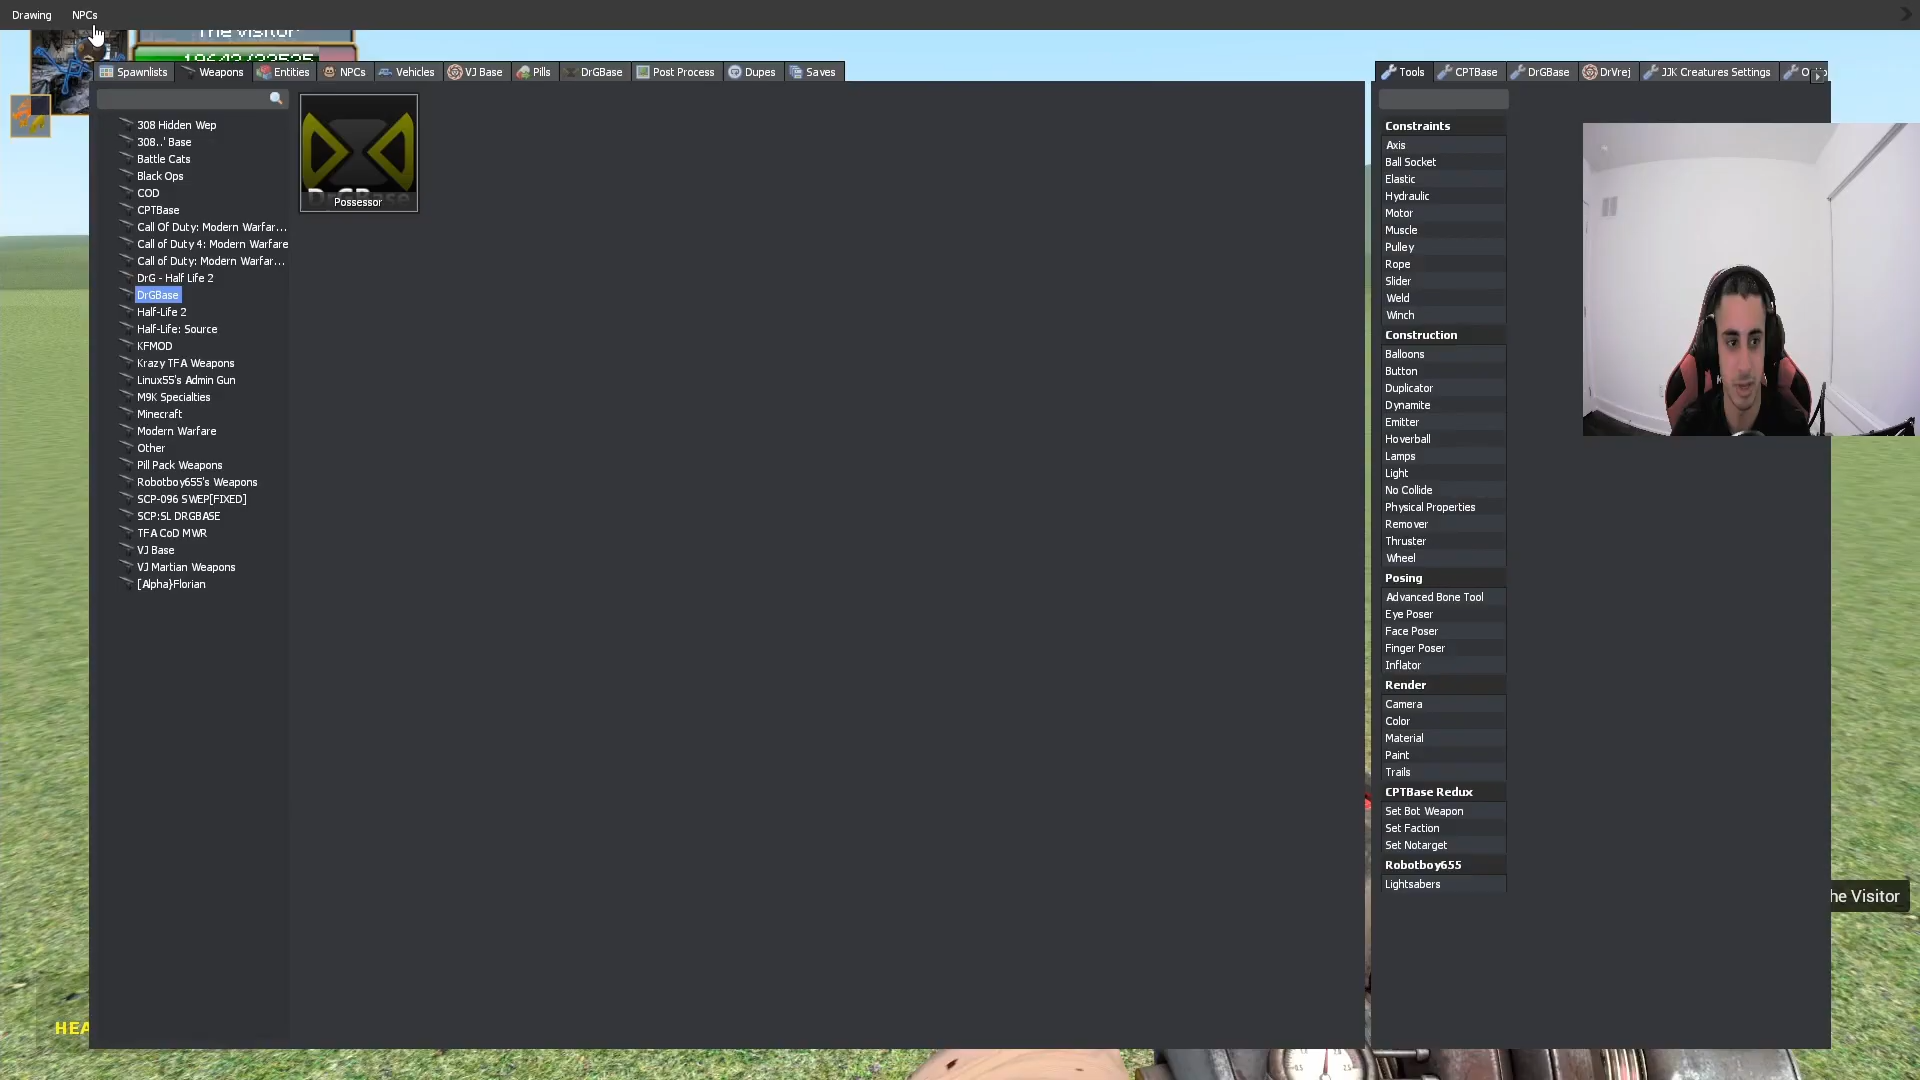 Drawing NPCs
The Visitor
Spawnlists Weapons Entities NPCs Vehicles VJ Base Pills DrGBase Post Process Dupes Saves
Tools CPTBase DrGBase DrVrej JJK Creatures Settings
308 Hidden Wep
308..' Base
Battle Cats
Black Ops
COD
CPTBase
Call Of Duty: Modern Warfar...
Call of Duty 4: Modern Warfare
Call of Duty: Modern Warfar...
DrG - Half Life 2
DrGBase
Half-Life 2
Half-Life: Source
KFMOD
Krazy TFA Weapons
Linux55's Admin Gun
M9K Specialties
Minecraft
Modern Warfare
Other
Pill Pack Weapons
Robotboy655's Weapons
SCP-096 SWEP[FIXED]
SCP:SL DRGBASE
TFA CoD MWR
VJ Base
VJ Martian Weapons
[Alpha}Florian
DrGBase
Possessor
Constraints
Axis
Ball Socket
Elastic
Hydraulic
Motor
Muscle
Pulley
Rope
Slider
Weld
Winch
Construction
Balloons
Button
Duplicator
Dynamite
Emitter
Hoverball
Lamps
Light
No Collide
Physical Properties
Remover
Thruster
Wheel
Posing
Advanced Bone Tool
Eye Poser
Face Poser
Finger Poser
Inflator
Render
Camera
Color
Material
Paint
Trails
CPTBase Redux
Set Bot Weapon
Set Faction
Set Notarget
Robotboy655
Lightsabers
he Visitor
HEA